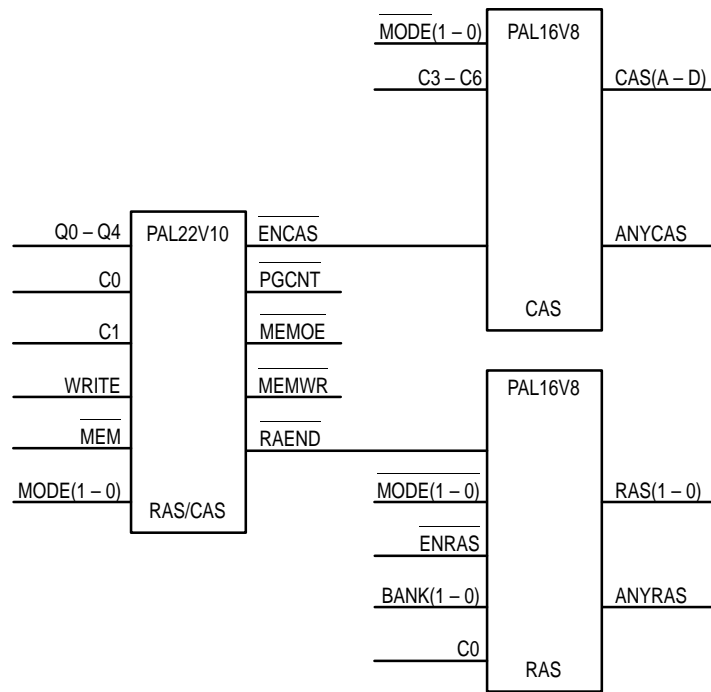 MODE(1 – 0)
PAL16V8
C3 – C6
CAS(A – D)
Q0 – Q4
PAL22V10
ENCAS
ANYCAS
C0
PGCNT
CAS
C1
MEMOE
WRITE
MEMWR
PAL16V8
MEM
RAEND
MODE(1 – 0)
RAS/CAS
MODE(1 – 0)
RAS(1 – 0)
ENRAS
BANK(1 – 0)
ANYRAS
C0
RAS